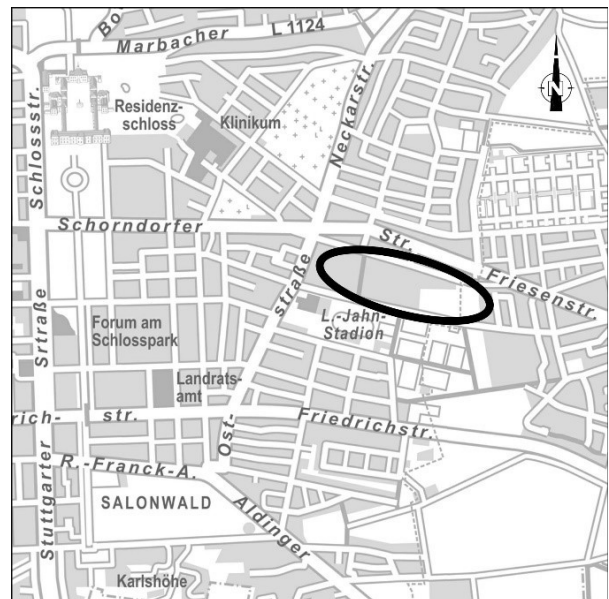 Bo
Marbacher L 1124
Schlossstr.
Residenz-
schloss
Klinikum
Neckarstr.
N
Schorndorfer Str.
Friesenstr.
straße
L.-Jahn-
Stadion
Srtraße
Forum am
Schlosspark
Landrats-
amt
rich- str.
Ost-
Friedrichstr.
R.-Franck-A.
Stuttgarter
SALONWALD
Aldinger
Karlshöhe